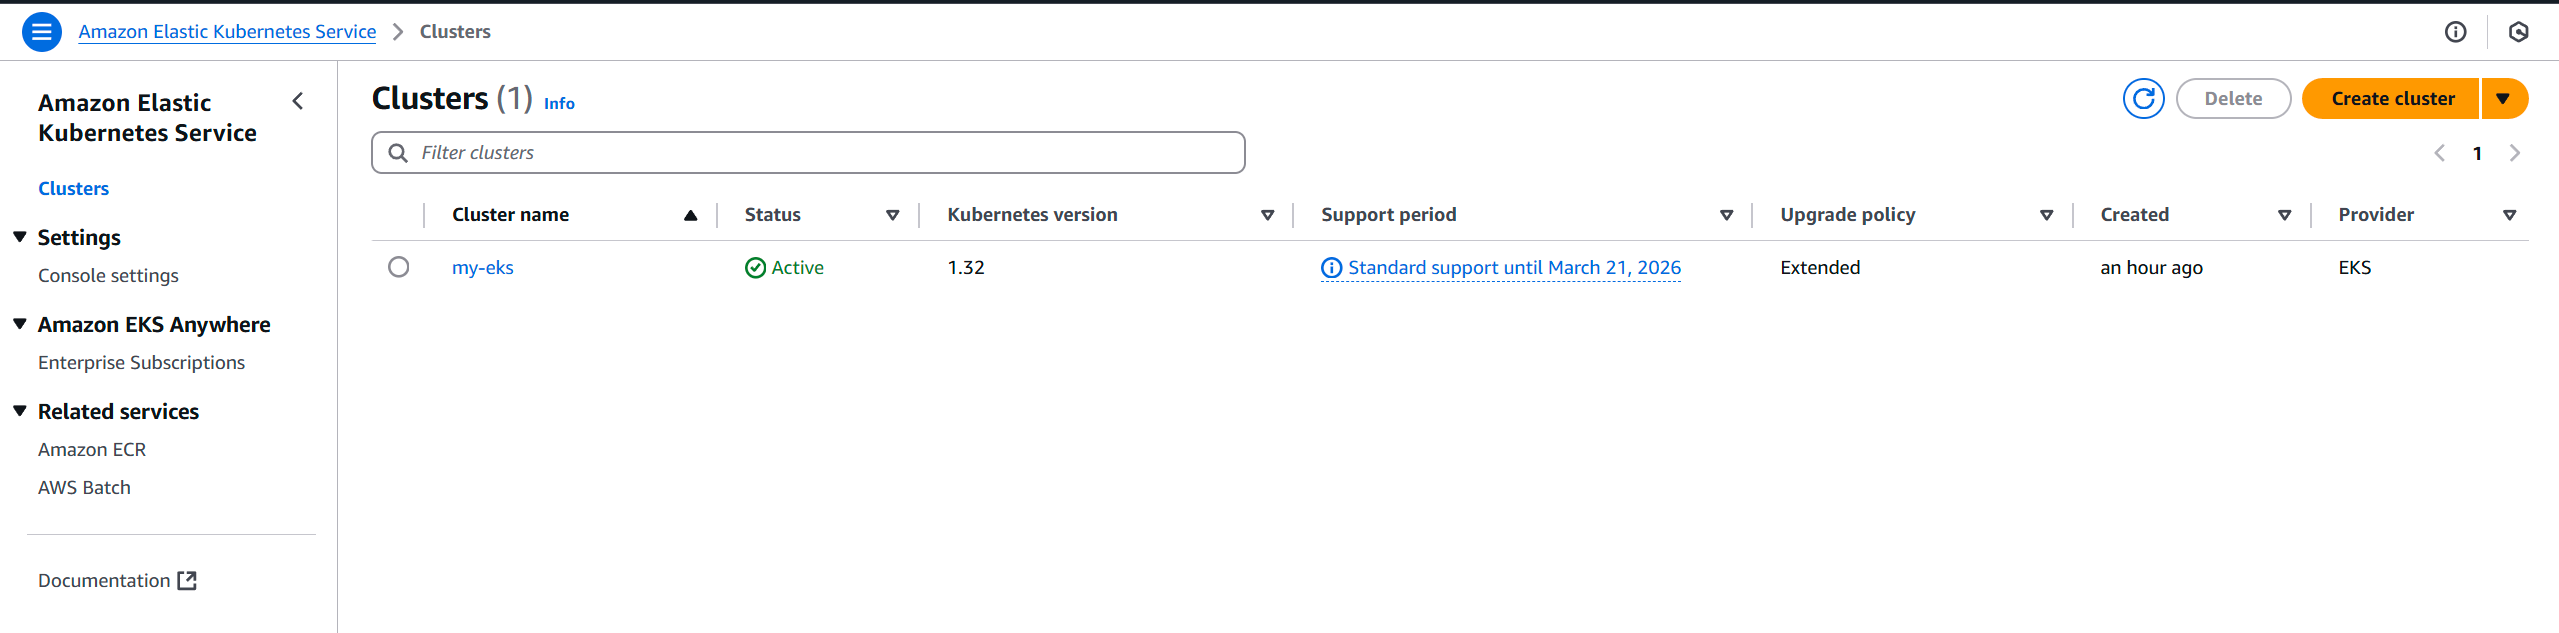 Amazon Elastic Kubernetes Service > Clusters
Amazon Elastic
Kubernetes Service
Clusters
Settings
Console settings
Amazon EKS Anywhere
Enterprise Subscriptions
Related services
Amazon ECR
AWS Batch
Documentation
Clusters (1) Info
Delete
Create cluster
Filter clusters
1
Cluster name Status Kubernetes version Support period Upgrade policy Created Provider
my-eks Active 1.32 Standard support until March 21, 2026 Extended an hour ago EKS